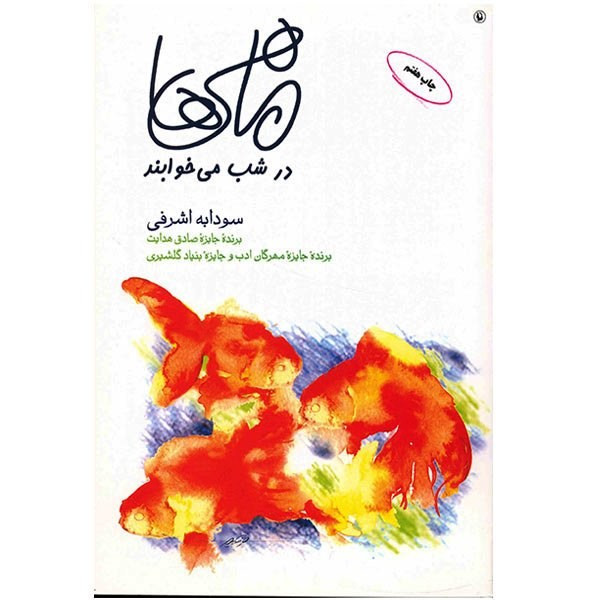 ماهی‌ها
در شب می‌خوابند
سودابه اشرفی
برندهٔ جایزهٔ صادق هدایت
برندهٔ جایزهٔ مهرگان ادب و جایزهٔ بنیاد گلشیری
چاپ هفتم